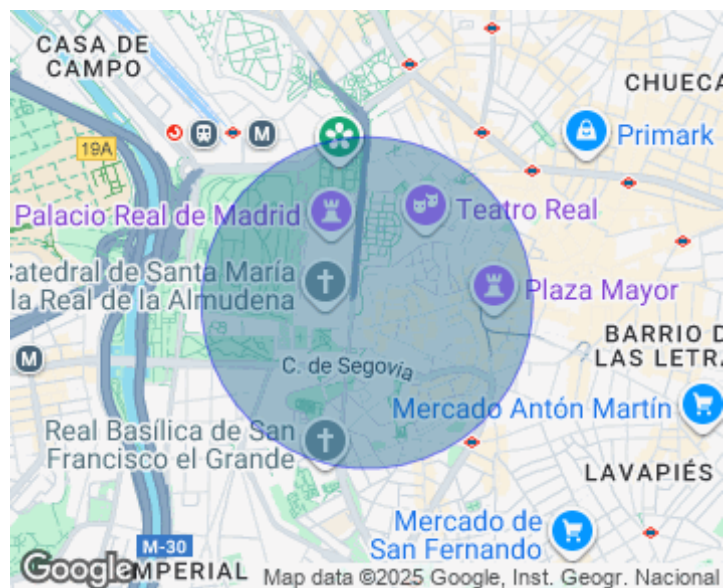 CASA DE
CAMPO
CHUECA
19A
M
Primark
Palacio Real de Madrid
Teatro Real
Catedral de Santa María
la Real de la Almudena
Plaza Mayor
M
BARRIO D
LAS LETRA
C. de Segovia
Mercado Antón Martín
Real Basílica de San
Francisco el Grande
LAVAPIÉS
Mercado de
San Fernando
M-30
Google
IMPERIAL
Map data ©2025 Google, Inst. Geogr. Nacional